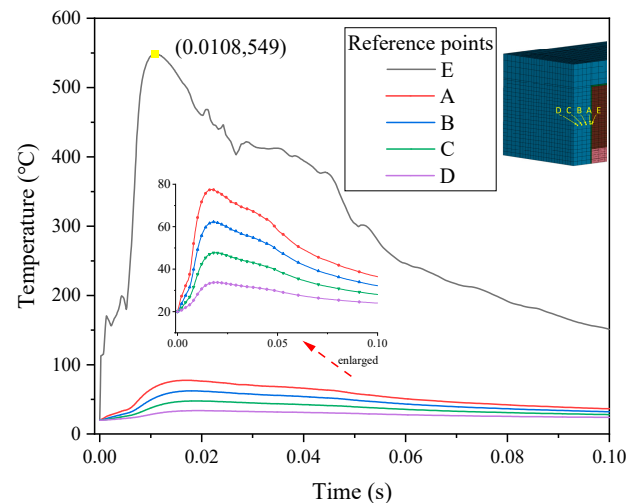 600
500
400
300
200
100
0
Temperature (℃)
(0.0108,549)
Reference points
E
A
B
C
D
D C B A E
80
60
40
20
0.00
0.05
0.10
enlarged
0.00
0.02
0.04
0.06
0.08
0.10
Time (s)